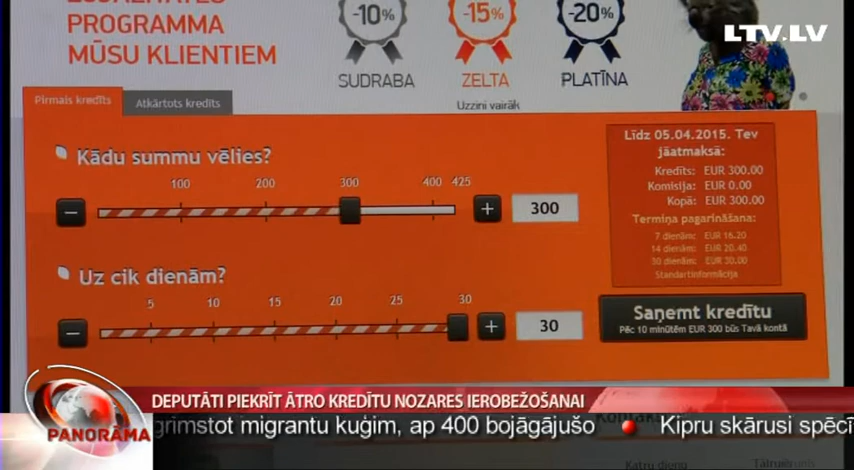 PROGRAMMA
MŪSU KLIENTIEM
-10%
-15%
-20%
SUDRABA
ZELTA
PLATĪNA
Uzzini vairāk
LTV.LV
Pirmais kredīts
Atkārtots kredīts
Kādu summu vēlies?
100 200 300 400 425
300
Uz cik dienām?
5 10 15 20 25 30
30
Līdz 05.04.2015. Tev
jāatmaksā:
Kredīts: EUR 300.00
Komisija: EUR 0.00
Kopā: EUR 300.00
Termiņa pagarināšana:
7 dienām: EUR 16.20
14 dienām: EUR 20.40
30 dienām: EUR 30.00
Standartinformācija
Saņemt kredītu
Pēc 10 minūtēm EUR 300 būs Tavā kontā
DEPUTĀTI PIEKRĪT ĀTRO KREDĪTU NOZARES IEROBEŽOŠANAI
PANORĀMA
grimstot migrantu kuģim, ap 400 bojāgājušo
Kipru skārusi spēcī
Katru dienu
Tālrunis